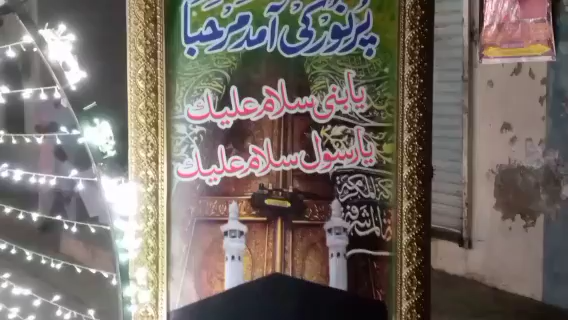 پرنور کی آمد مرحبا
یا نبی سلام علیک
یا رسول سلام علیک